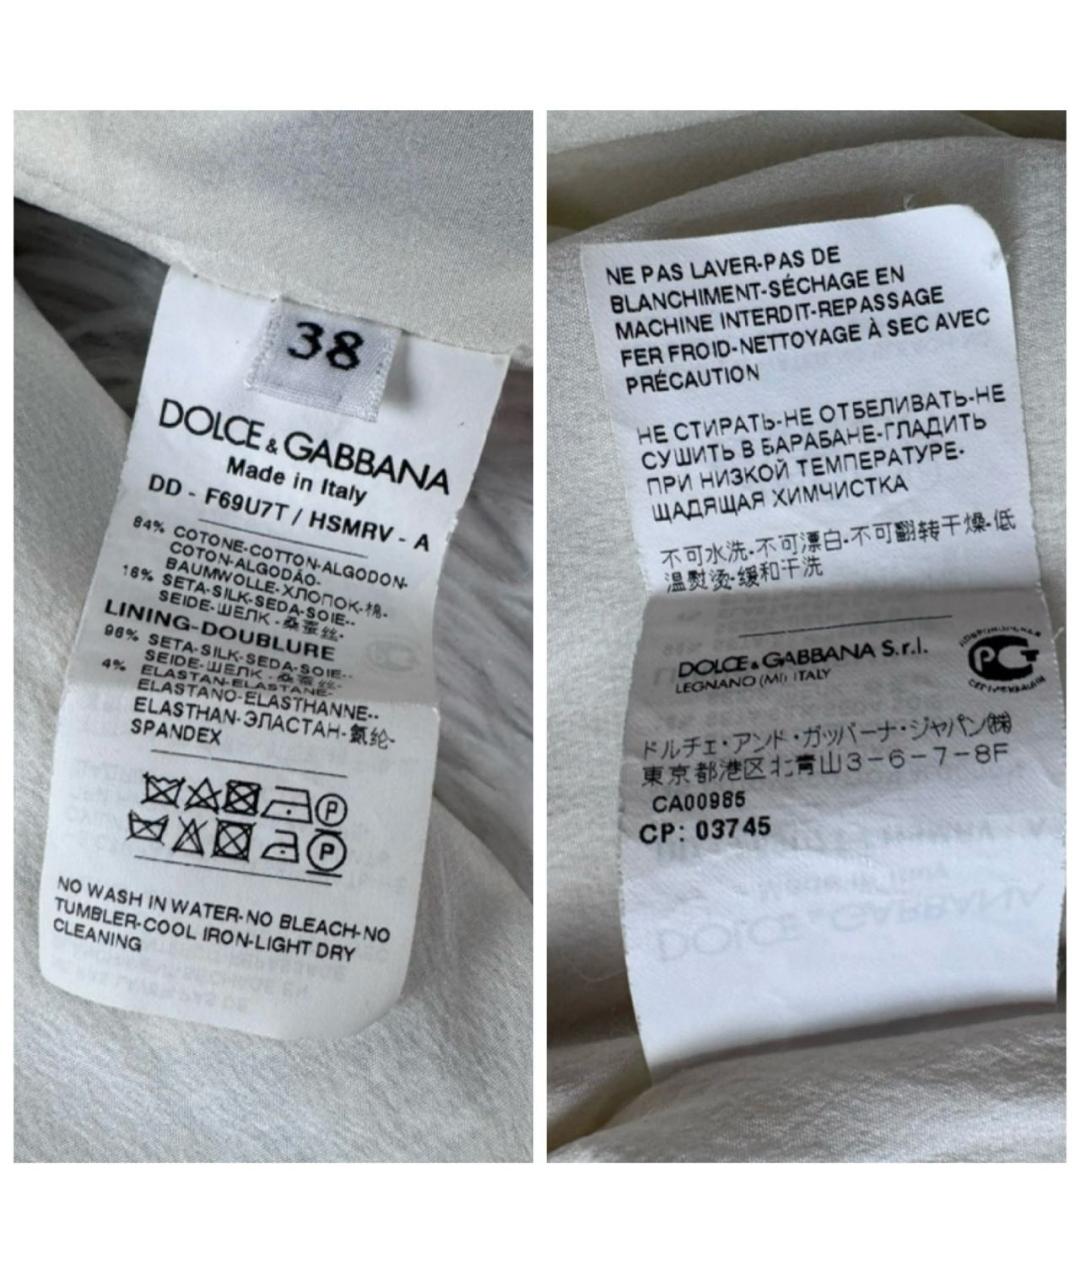 38
DOLCE & GABBANA
Made in Italy
DD - F69U7T / HSMRV - A
84% COTONE-COTTON-ALGODON-
COTON-ALGODÃO-
BAUMWOLLE-ХЛОПОК-棉-
16% SETA-SILK-SEDA-SOIE--
SEIDE-ШЕЛК-桑蚕丝-
LINING-DOUBLURE
96% SETA-SILK-SEDA-SOIE--
SEIDE-ШЕЛК-桑蚕丝-
4% ELASTAN-ELASTANE-
ELASTANO-ELASTHANNE--
ELASTHAN-ЭЛАСТАН-氨纶-
SPANDEX
NO WASH IN WATER-NO BLEACH-NO
TUMBLER-COOL IRON-LIGHT DRY
CLEANING
NE PAS LAVER-PAS DE
BLANCHIMENT-SÉCHAGE EN
MACHINE INTERDIT-REPASSAGE
FER FROID-NETTOYAGE À SEC AVEC
PRÉCAUTION
НЕ СТИРАТЬ-НЕ ОТБЕЛИВАТЬ-НЕ
СУШИТЬ В БАРАБАНЕ-ГЛАДИТЬ
ПРИ НИЗКОЙ ТЕМПЕРАТУРЕ-
ЩАДЯЩАЯ ХИМЧИСТКА
不可水洗-不可漂白-不可翻转干燥-低
温熨烫-缓和干洗
DOLCE & GABBANA S.r.l.
LEGNANO (MI) ITALY
ドルチェ・アンド・ガッバーナ・ジャパン㈱
東京都港区北青山3-6-7-8F
CA00985
CP: 03745